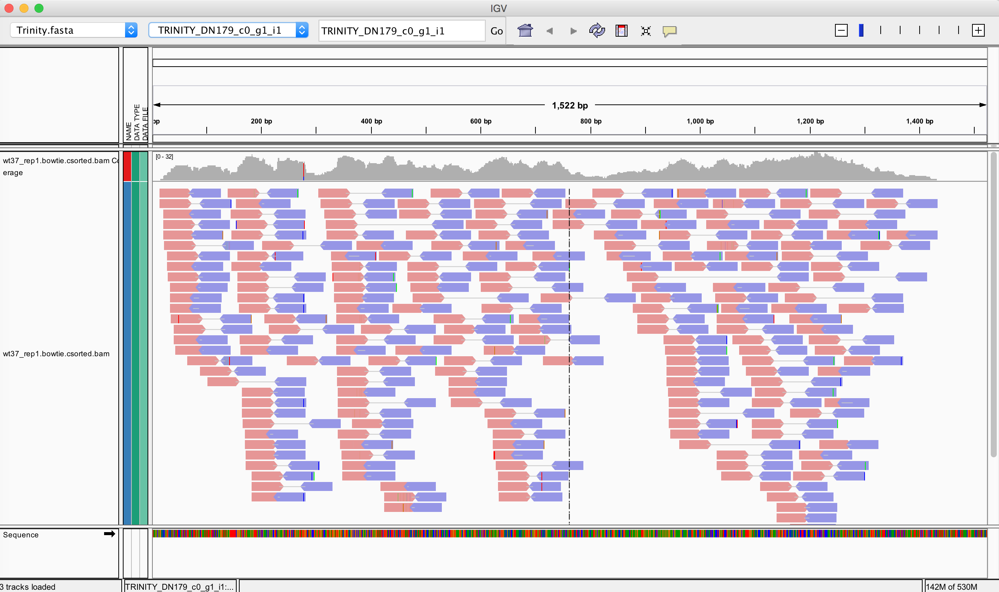 IGV
Trinity.fasta
TRINITY_DN179_c0_g1_i1
TRINITY_DN179_c0_g1_i1
Go
NAME
DATA TYPE
DATA FILE
1,522 bp
bp 200 bp 400 bp 600 bp 800 bp 1,000 bp 1,200 bp 1,400 bp
wt37_rep1.bowtie.csorted.bam Co
erage
[0 - 32]
wt37_rep1.bowtie.csorted.bam
Sequence
3 tracks loaded
TRINITY_DN179_c0_g1_i1:...
142M of 530M